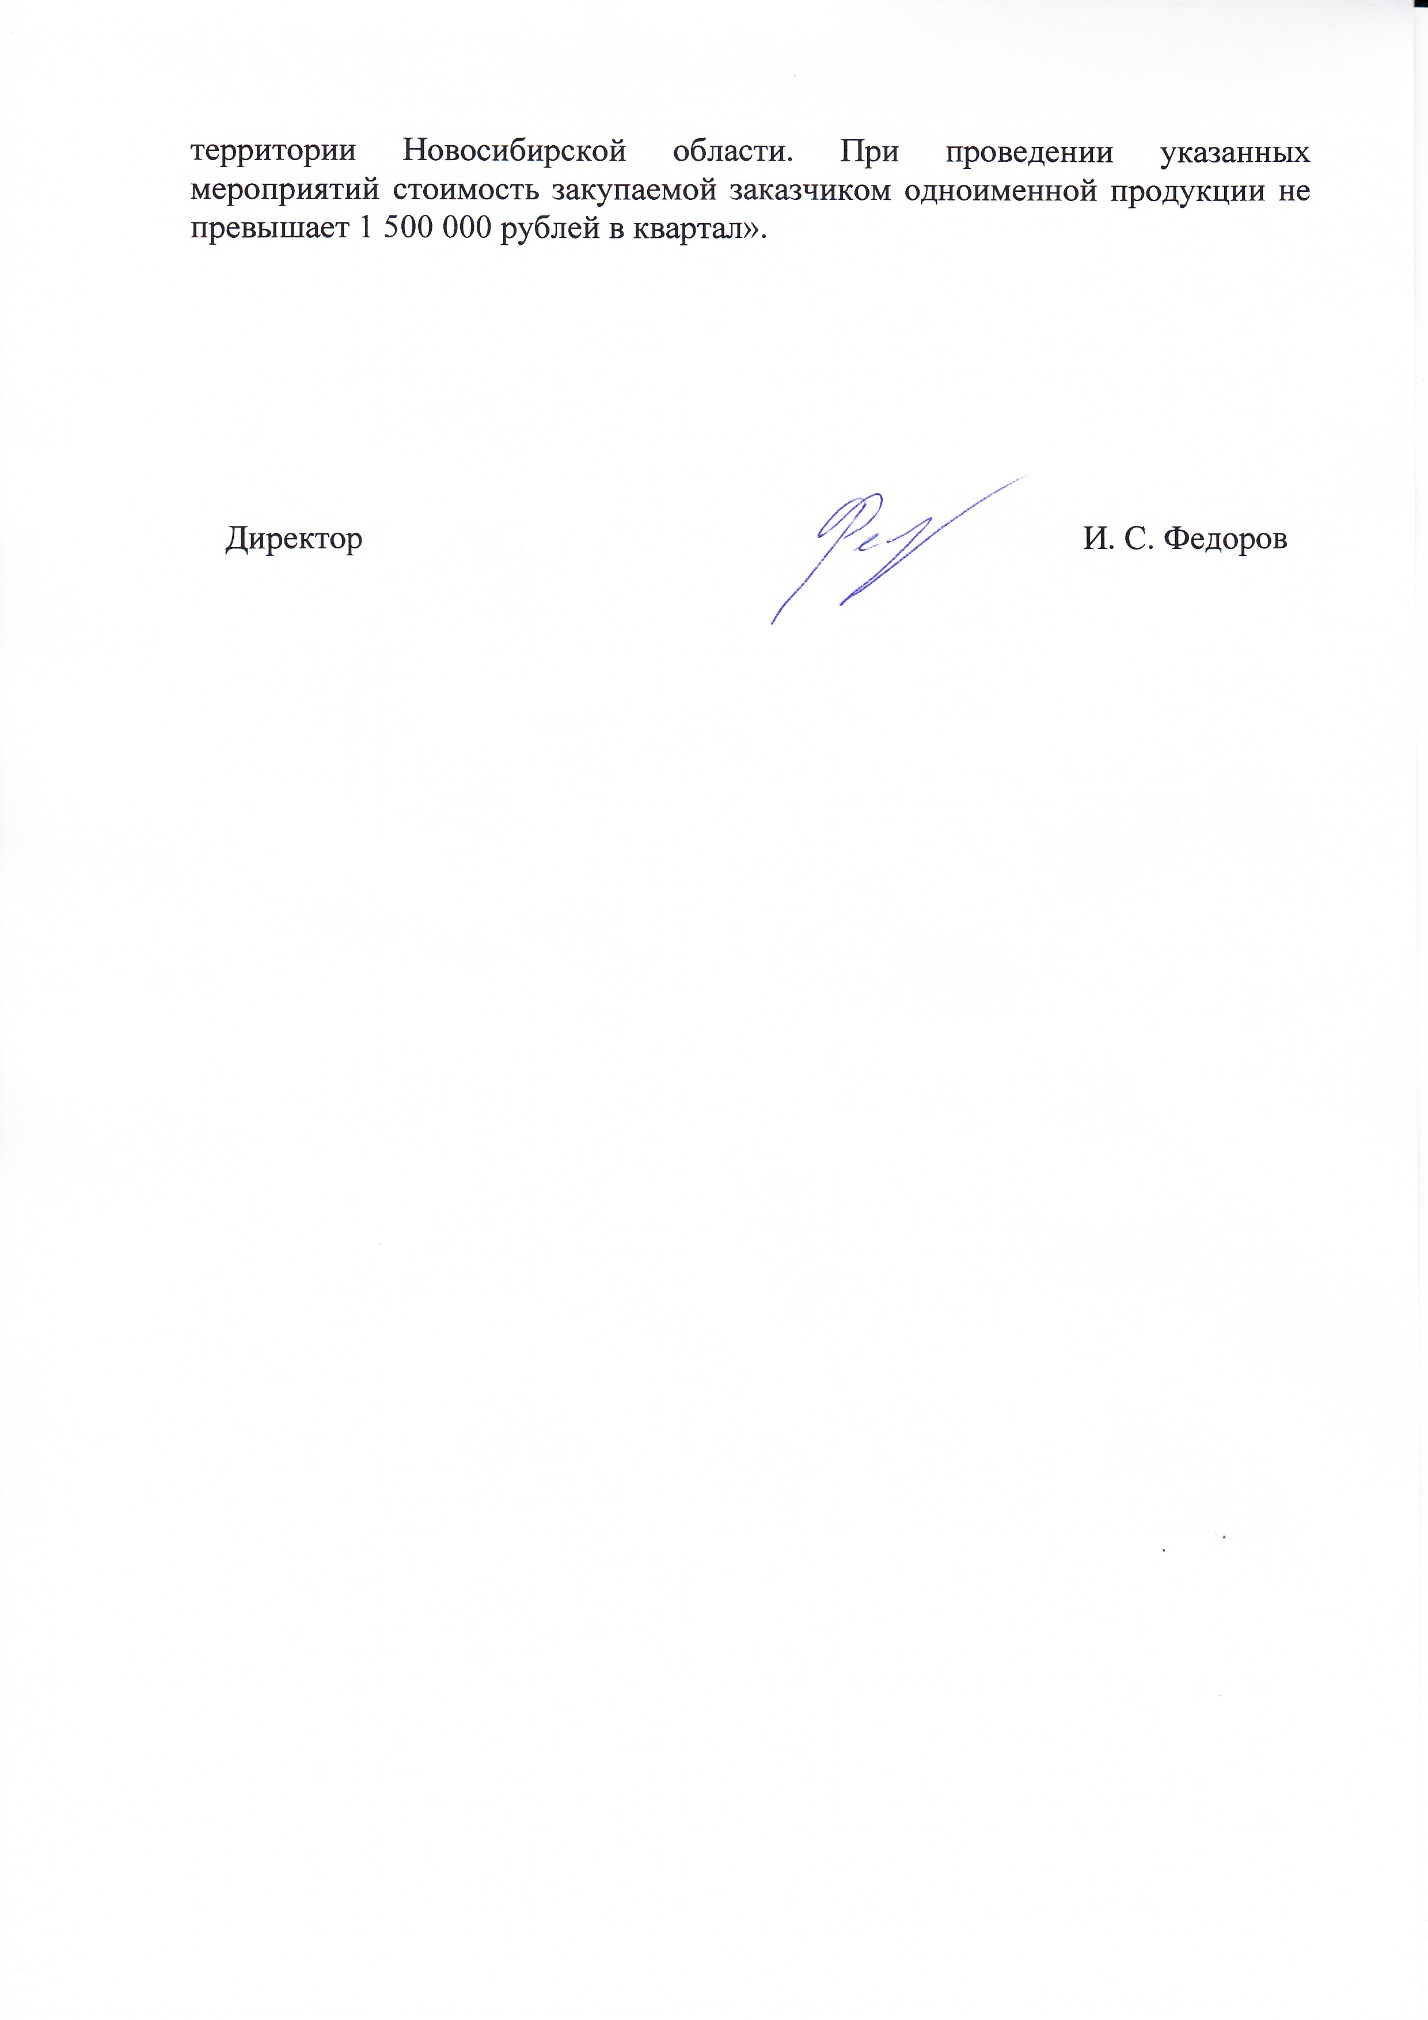 территории Новосибирской области. При проведении указанных
мероприятий стоимость закупаемой заказчиком одноименной продукции не
превышает 1 500 000 рублей в квартал».
Директор И. С. Федоров